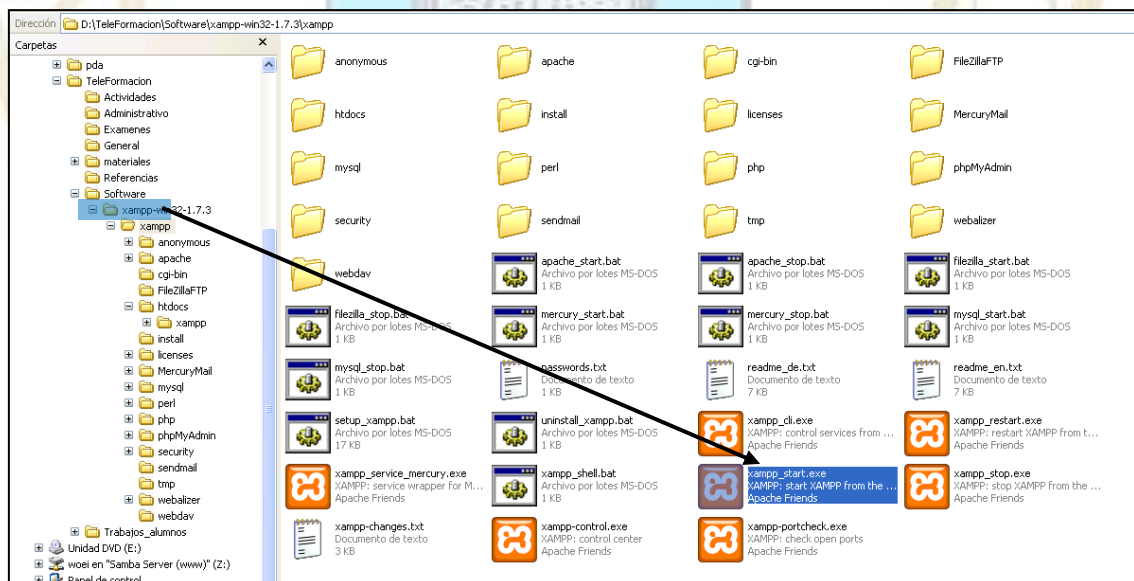 Dirección D:\TeleFormacion\Software\xampp-win32-1.7.3\xampp
Carpetas
pda
TeleFormacion
Actividades
Administrativo
Examenes
General
materiales
Referencias
Software
xampp-win32-1.7.3
xampp
anonymous
apache
cgi-bin
FileZillaFTP
htdocs
xampp
install
licenses
MercuryMail
mysql
perl
php
phpMyAdmin
security
sendmail
tmp
webalizer
webdav
Trabajos_alumnos
Unidad DVD (E:)
woei en "Samba Server (www)" (Z:)
Panel de control
anonymous
apache
cgi-bin
FileZillaFTP
htdocs
install
licenses
MercuryMail
mysql
perl
php
phpMyAdmin
security
sendmail
tmp
webalizer
webdav
apache_start.bat
Archivo por lotes MS-DOS
1 KB
apache_stop.bat
Archivo por lotes MS-DOS
1 KB
filezilla_start.bat
Archivo por lotes MS-DOS
1 KB
filezilla_stop.bat
Archivo por lotes MS-DOS
1 KB
mercury_start.bat
Archivo por lotes MS-DOS
1 KB
mercury_stop.bat
Archivo por lotes MS-DOS
1 KB
mysql_start.bat
Archivo por lotes MS-DOS
1 KB
mysql_stop.bat
Archivo por lotes MS-DOS
1 KB
passwords.txt
Documento de texto
1 KB
readme_de.txt
Documento de texto
7 KB
readme_en.txt
Documento de texto
7 KB
setup_xampp.bat
Archivo por lotes MS-DOS
17 KB
uninstall_xampp.bat
Archivo por lotes MS-DOS
1 KB
xampp_cli.exe
XAMPP: control services from ...
Apache Friends
xampp_restart.exe
XAMPP: restart XAMPP from t...
Apache Friends
xampp_service_mercury.exe
XAMPP: service wrapper for M...
Apache Friends
xampp_shell.bat
Archivo por lotes MS-DOS
1 KB
xampp_start.exe
XAMPP: start XAMPP from the ...
Apache Friends
xampp_stop.exe
XAMPP: stop XAMPP from the ...
Apache Friends
xampp-changes.txt
Documento de texto
3 KB
xampp-control.exe
XAMPP: control center
Apache Friends
xampp-portcheck.exe
XAMPP: check open ports
Apache Friends